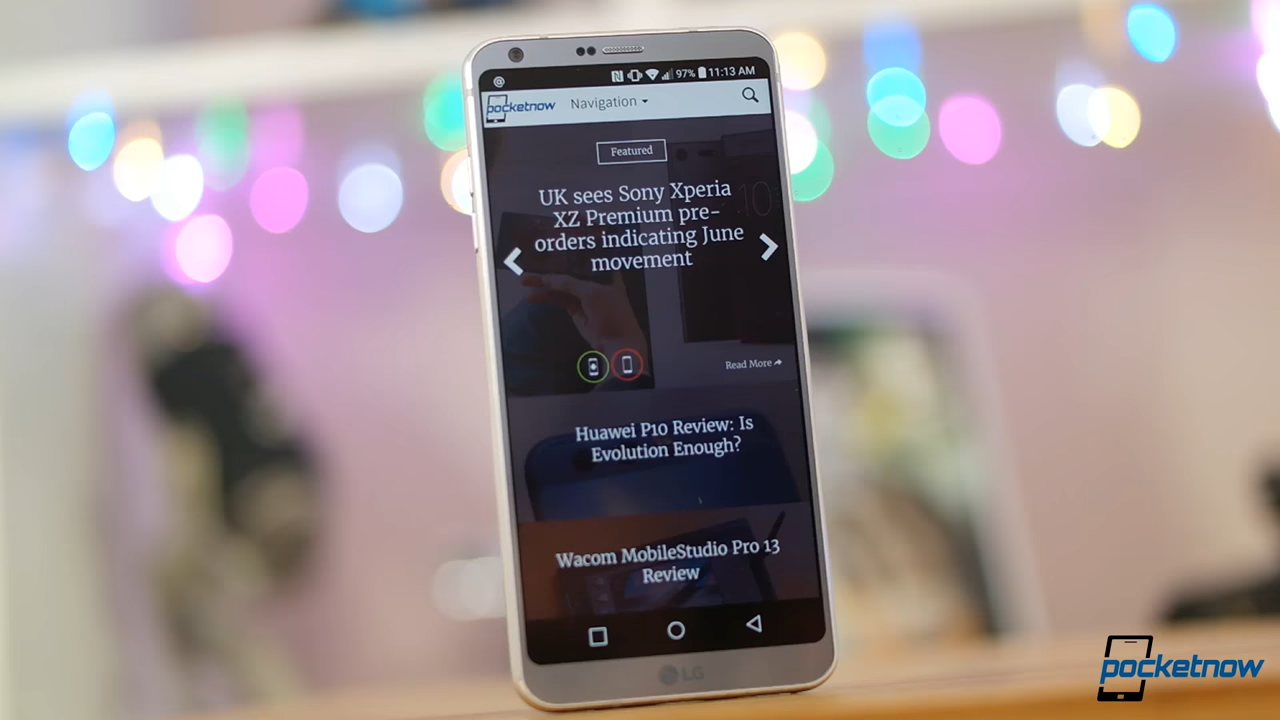 97% 11:13 AM
pocketnow Navigation
Featured
UK sees Sony Xperia
XZ Premium pre-
orders indicating June
movement
10
Read More
Huawei P10 Review: Is
Evolution Enough?
Wacom MobileStudio Pro 13
Review
LG
pocketnow